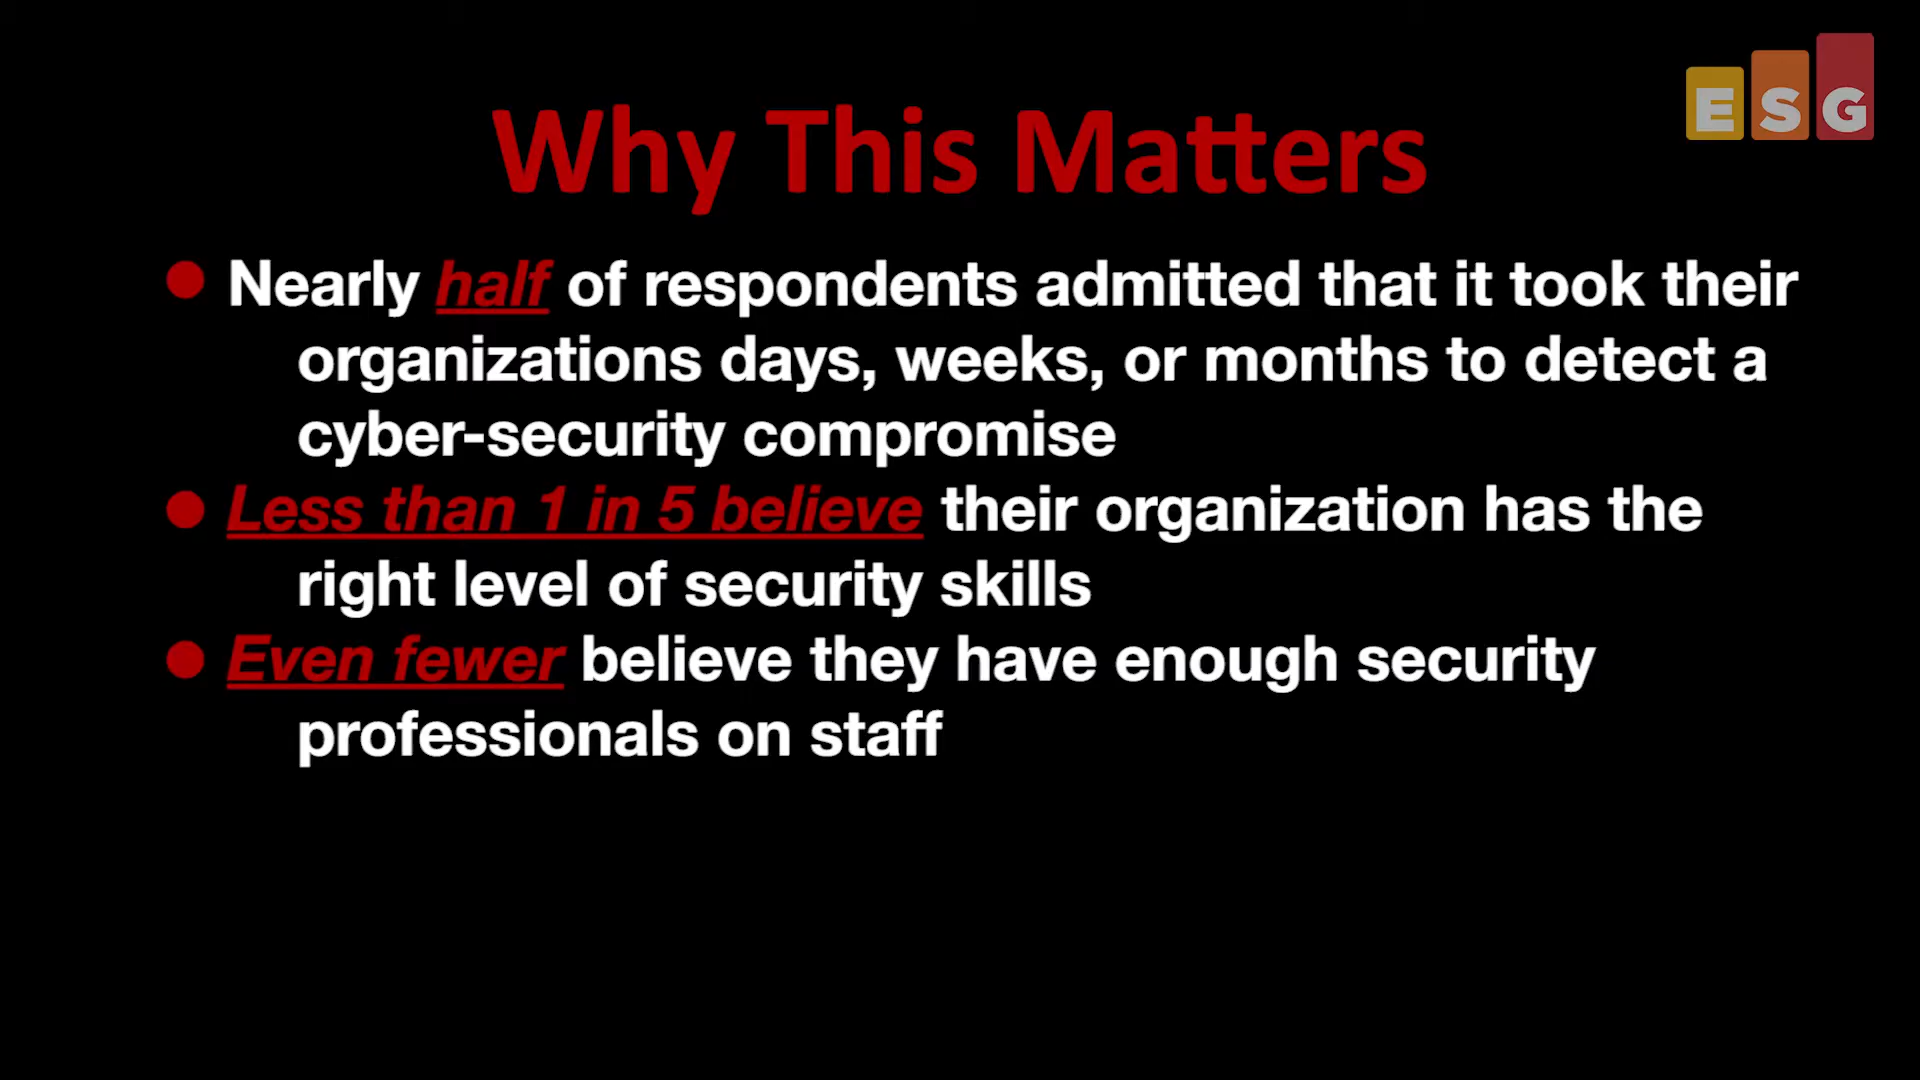 ESG
Why This Matters
● Nearly half of respondents admitted that it took their
organizations days, weeks, or months to detect a
cyber-security compromise
● Less than 1 in 5 believe their organization has the
right level of security skills
● Even fewer believe they have enough security
professionals on staff